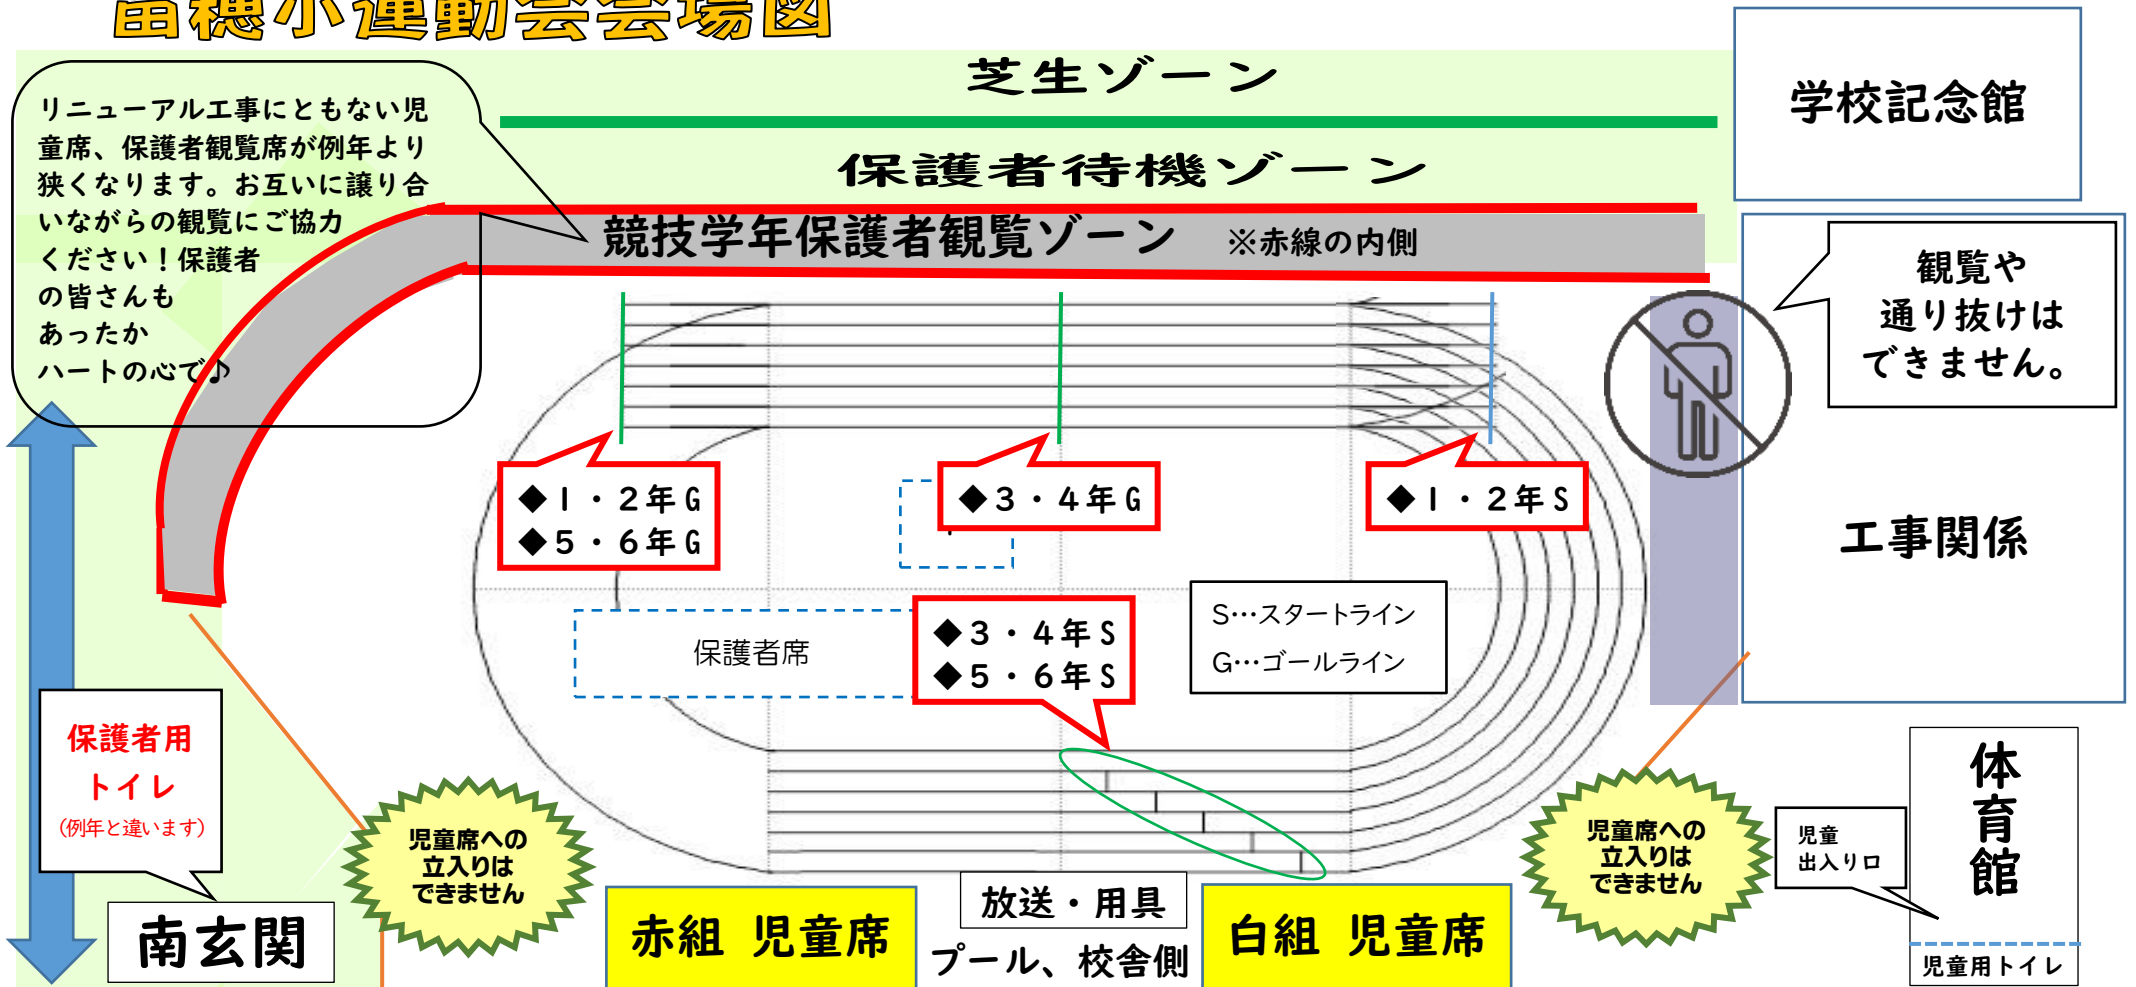 富穂小運動会会場図
芝生ゾーン
学校記念館
リニューアル工事にともない児
童席、保護者観覧席が例年より
狭くなります。お互いに譲り合
いながらの観覧にご協力
ください！保護者
の皆さんも
あったか
ハートの心で♪
保護者待機ゾーン
競技学年保護者観覧ゾーン ※赤線の内側
観覧や
通り抜けは
できません。
◆1・2年G
◆5・6年G
◆3・4年G
◆1・2年S
工事関係
保護者席
◆3・4年S
◆5・6年S
S…スタートライン
G…ゴールライン
保護者用
トイレ
(例年と違います)
南玄関
児童席への
立入りは
できません
赤組 児童席
放送・用具
プール、校舎側
白組 児童席
児童席への
立入りは
できません
児童
出入り口
体育館
児童用トイレ